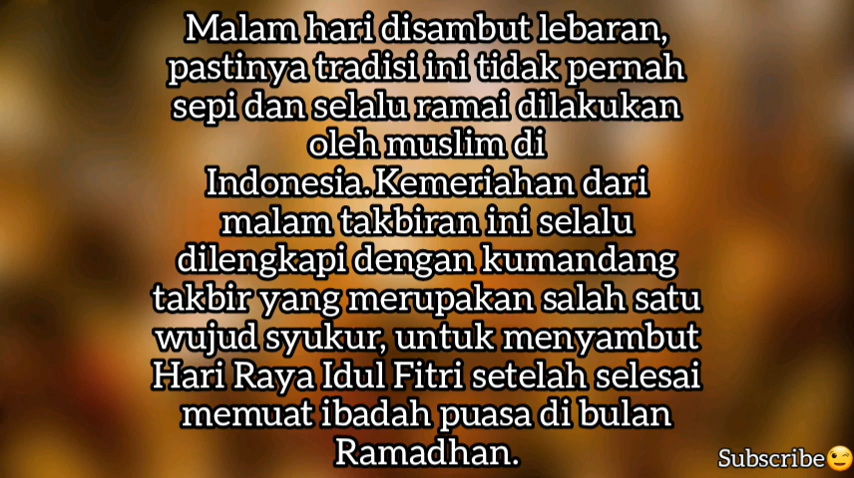 Malam hari disambut lebaran,
pastinya tradisi ini tidak pernah
sepi dan selalu ramai dilakukan
oleh muslim di
Indonesia.Kemeriahan dari
malam takbiran ini selalu
dilengkapi dengan kumandang
takbir yang merupakan salah satu
wujud syukur, untuk menyambut
Hari Raya Idul Fitri setelah selesai
memuat ibadah puasa di bulan
Ramadhan.
Subscribe😉